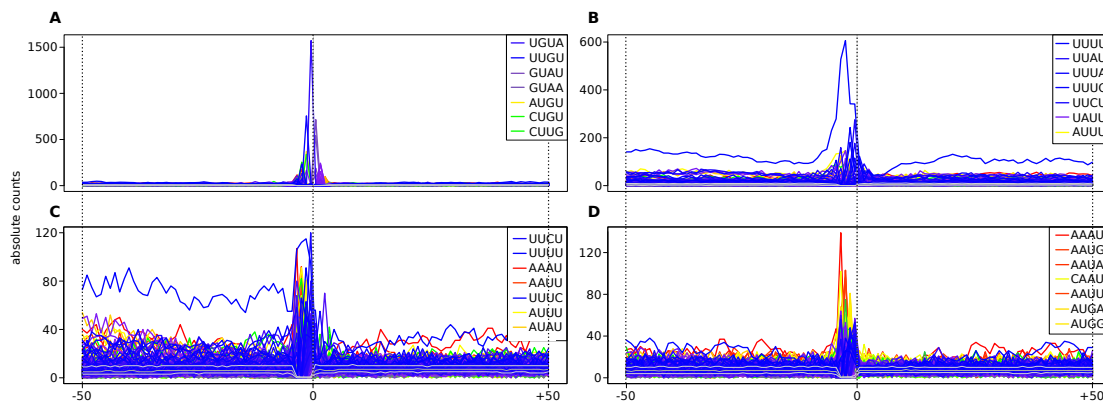 A
1500
1000
500
0
UGUA
UUGU
GUAU
GUAA
AUGU
CUGU
CUUG
B
600
400
200
0
UUUU
UUAU
UUUA
UUUG
UUCU
UAUU
AUUU
absolute counts
C
120
80
40
0
UUCU
UUUU
AAAU
AAUU
UUUC
AUUU
AUAU
-50
0
+50
D
120
80
40
0
AAAU
AAUG
AAUA
CAAU
AAUU
AUGA
AUGG
-50
0
+50